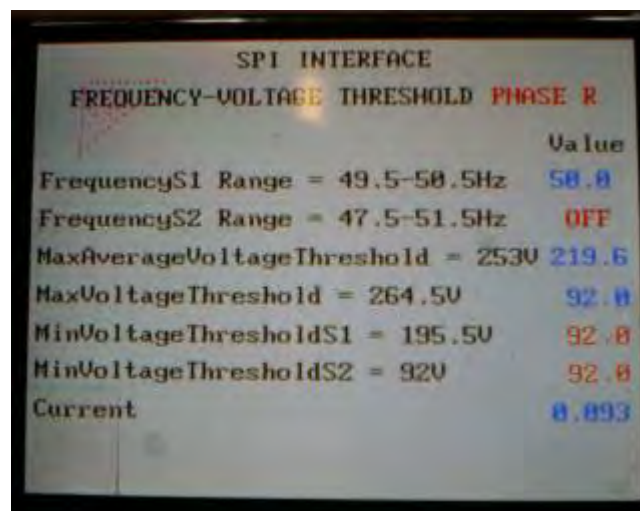 SPI INTERFACE
FREQUENCY-VOLTAGE THRESHOLD PHASE R
Value
FrequencyS1 Range = 49.5-50.5Hz 50.0
FrequencyS2 Range = 47.5-51.5Hz OFF
MaxAverageVoltageThreshold = 253V 219.6
MaxVoltageThreshold = 264.5V 92.0
MinVoltageThresholdS1 = 195.5V 92.0
MinVoltageThresholdS2 = 92V 92.0
Current 0.093